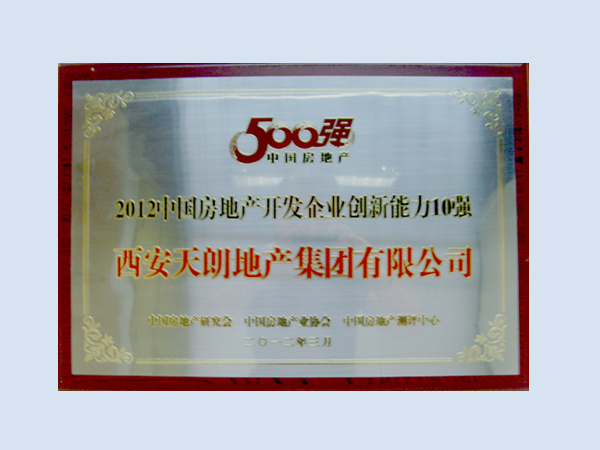 500强
中国房地产
2012中国房地产开发企业创新能力10强
西安天朗地产集团有限公司
中国房地产研究会 中国房地产业协会 中国房地产测评中心
二〇一二年三月